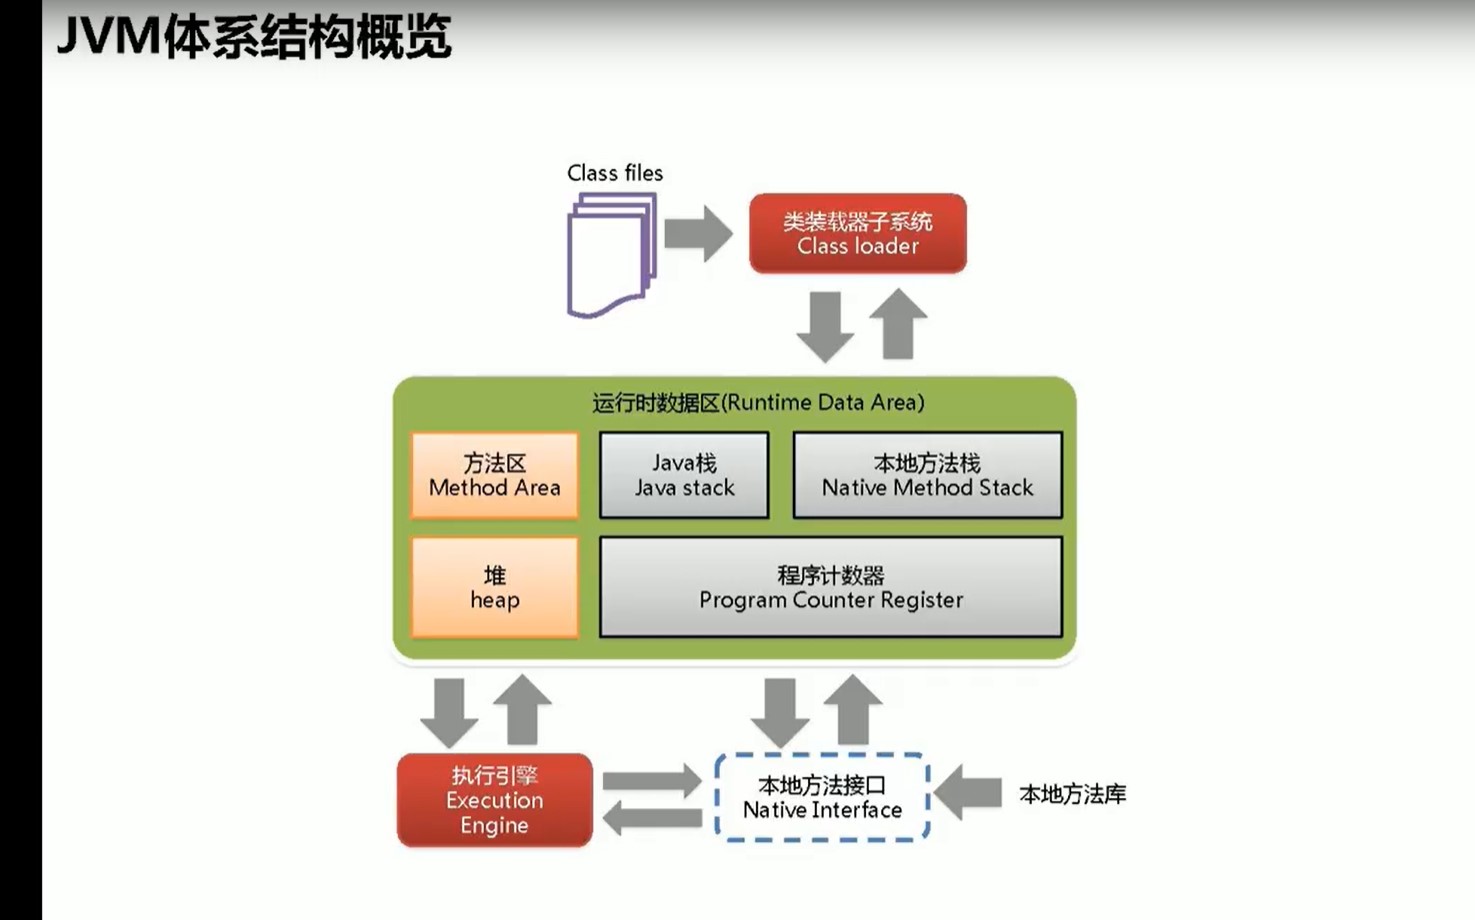 JVM体系结构概览
Class files
类装载器子系统
Class loader
运行时数据区(Runtime Data Area)
方法区
Method Area
Java栈
Java stack
本地方法栈
Native Method Stack
堆
heap
程序计数器
Program Counter Register
执行引擎
Execution
Engine
本地方法接口
Native Interface
本地方法库